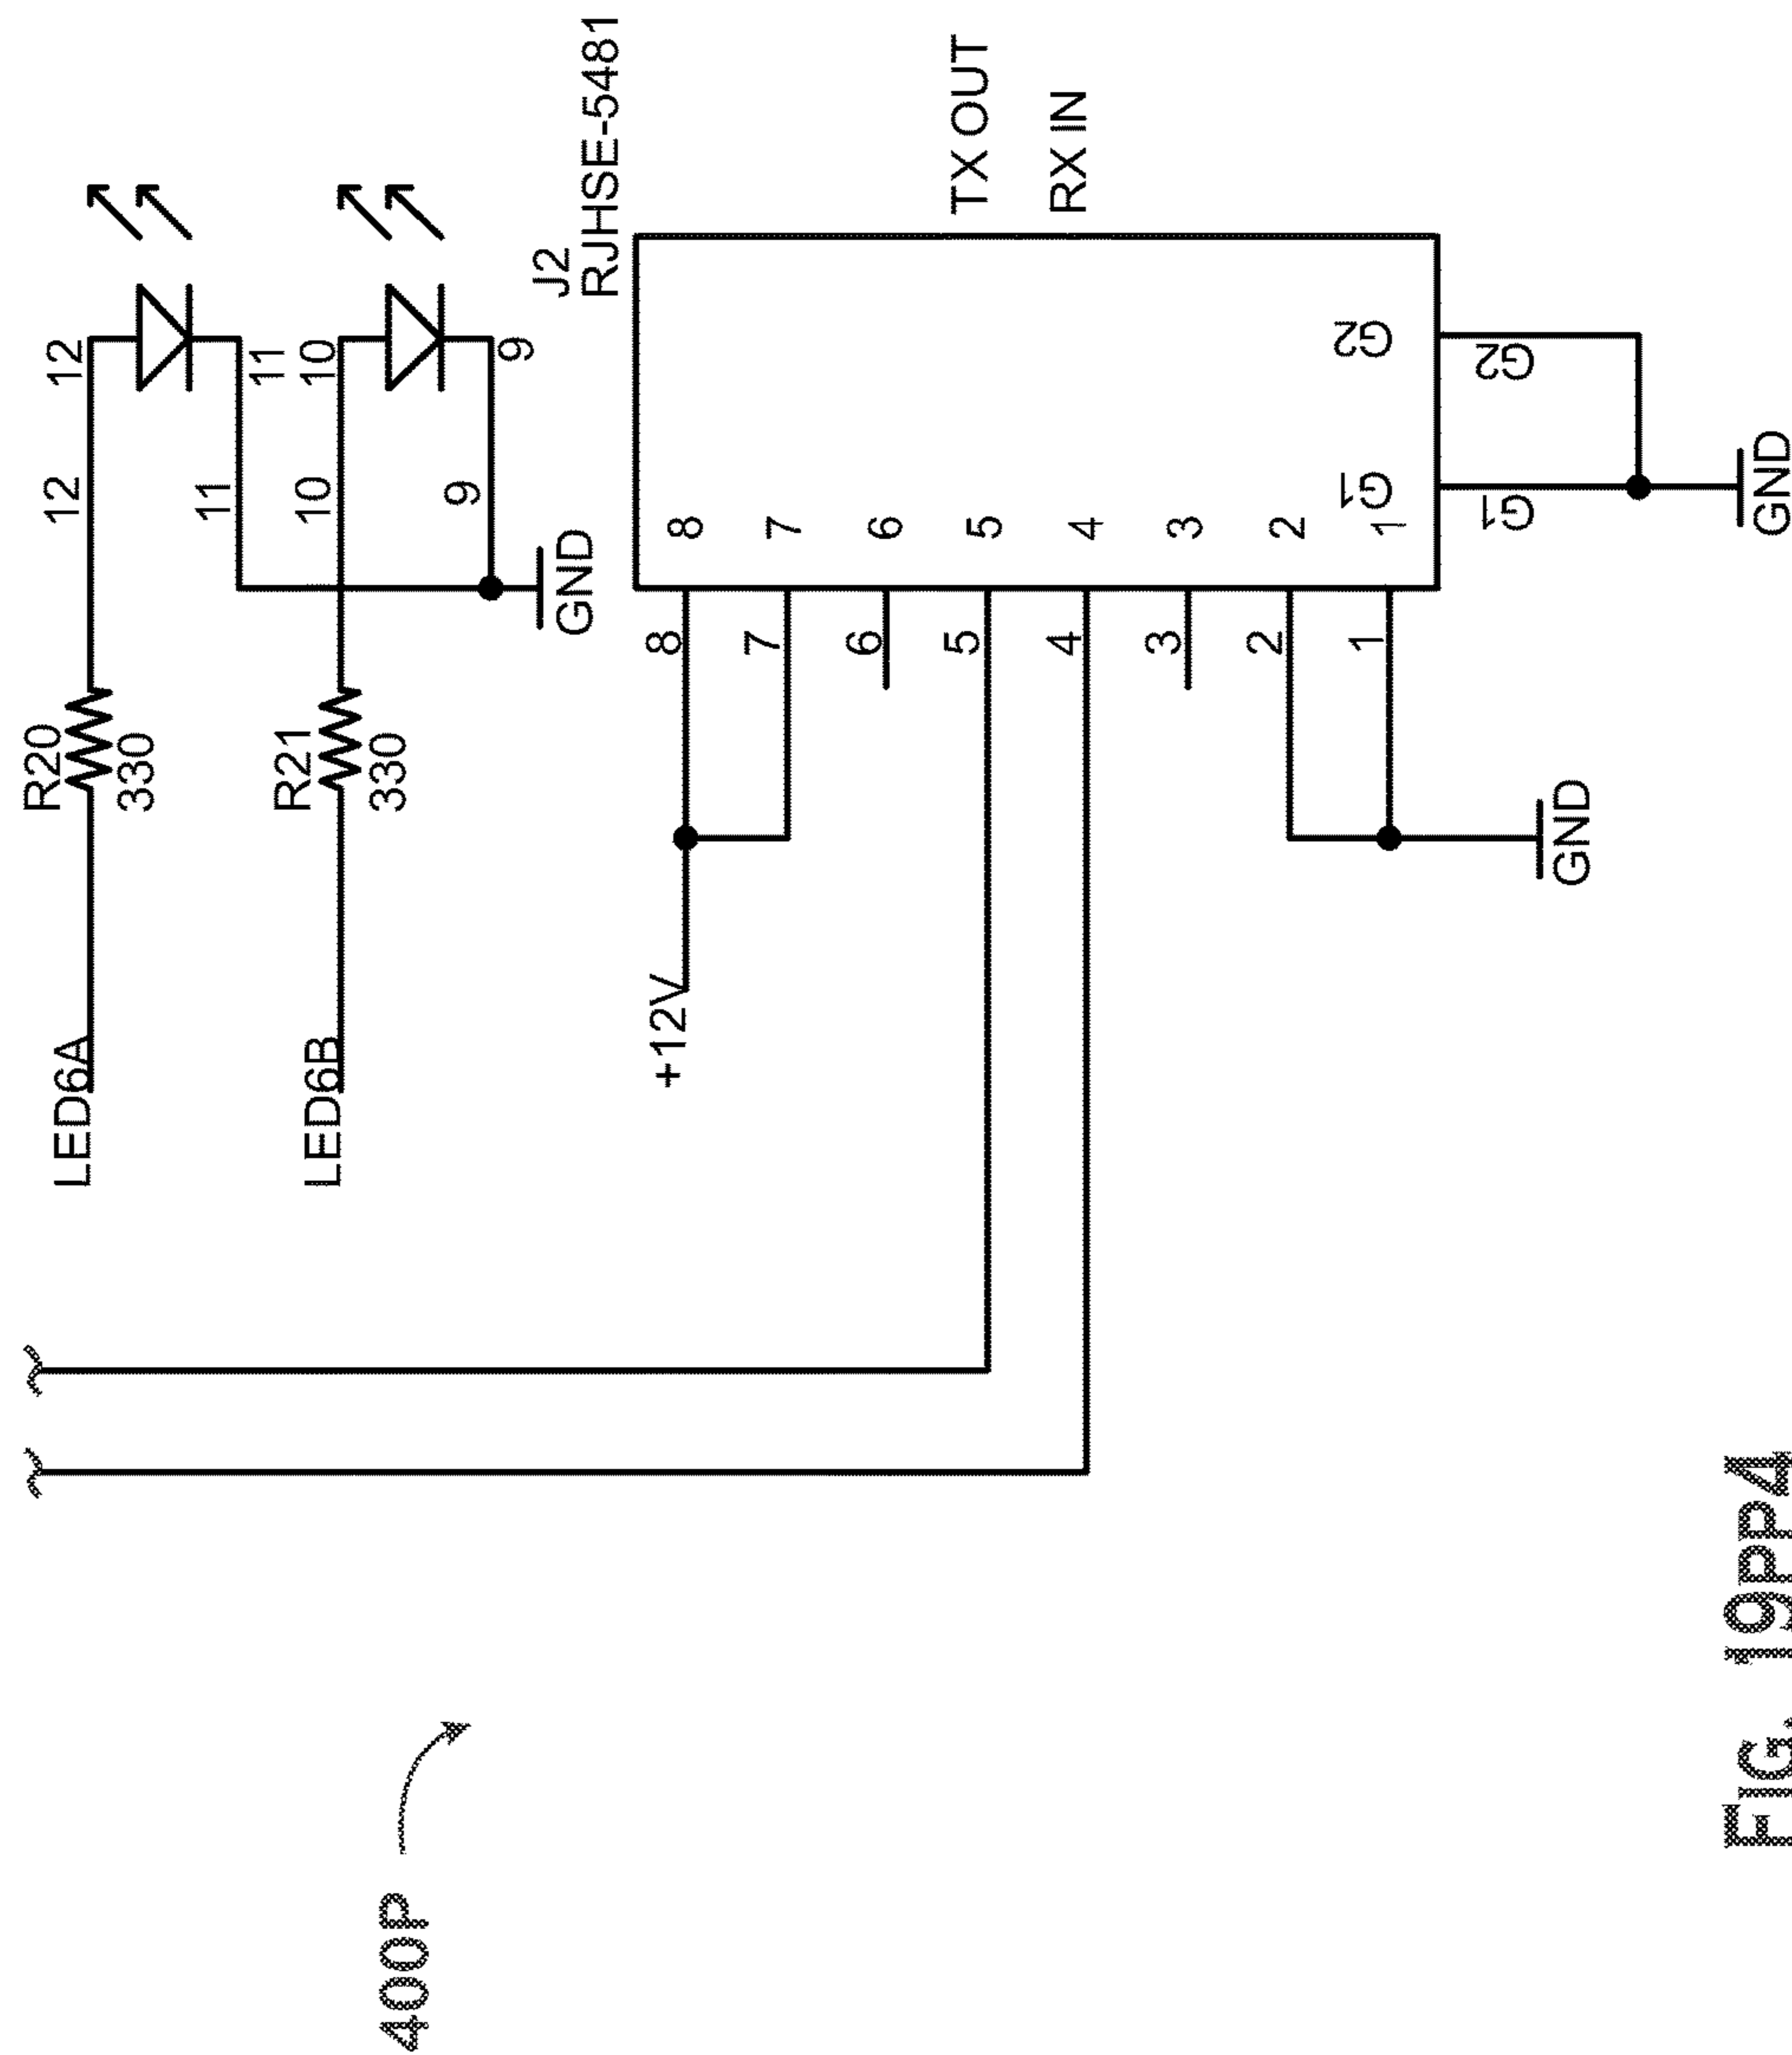 R20
LED6A
330
12
12
11
11
R21
LED6B
330
10
10
400P
9
9
GND
J2
RJHSE-5481
+12V
8 8
7 7
6 6
5 5 TX OUT
4 4 RX IN
3 3
2 2
1 1
G1 G2
G1 G2
GND
GND
FIG. 19PP4